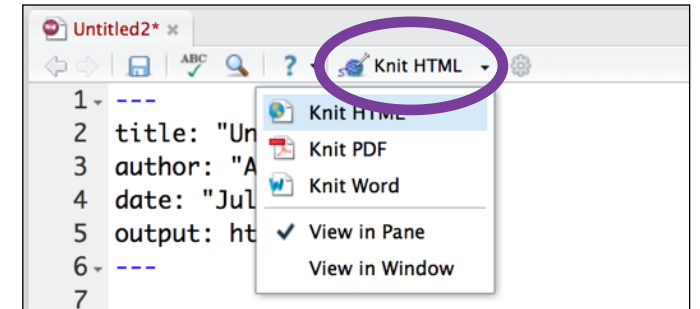 Untitled2*
ABC ? Knit HTML
1 ---
Knit HTML
2 title: "Un
Knit PDF
3 author: "A
Knit Word
4 date: "Jul
5 output: ht
View in Pane
6 ---
View in Window
7